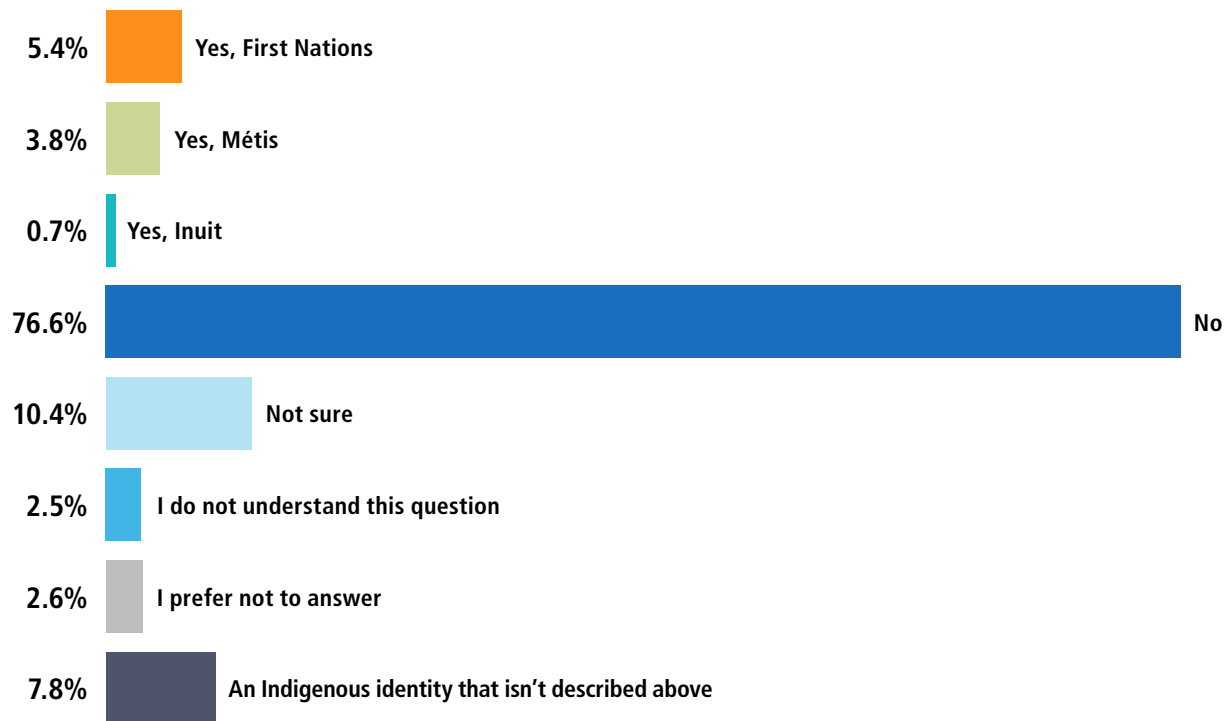 5.4% Yes, First Nations
3.8% Yes, Métis
0.7% Yes, Inuit
76.6% No
10.4% Not sure
2.5% I do not understand this question
2.6% I prefer not to answer
7.8% An Indigenous identity that isn’t described above